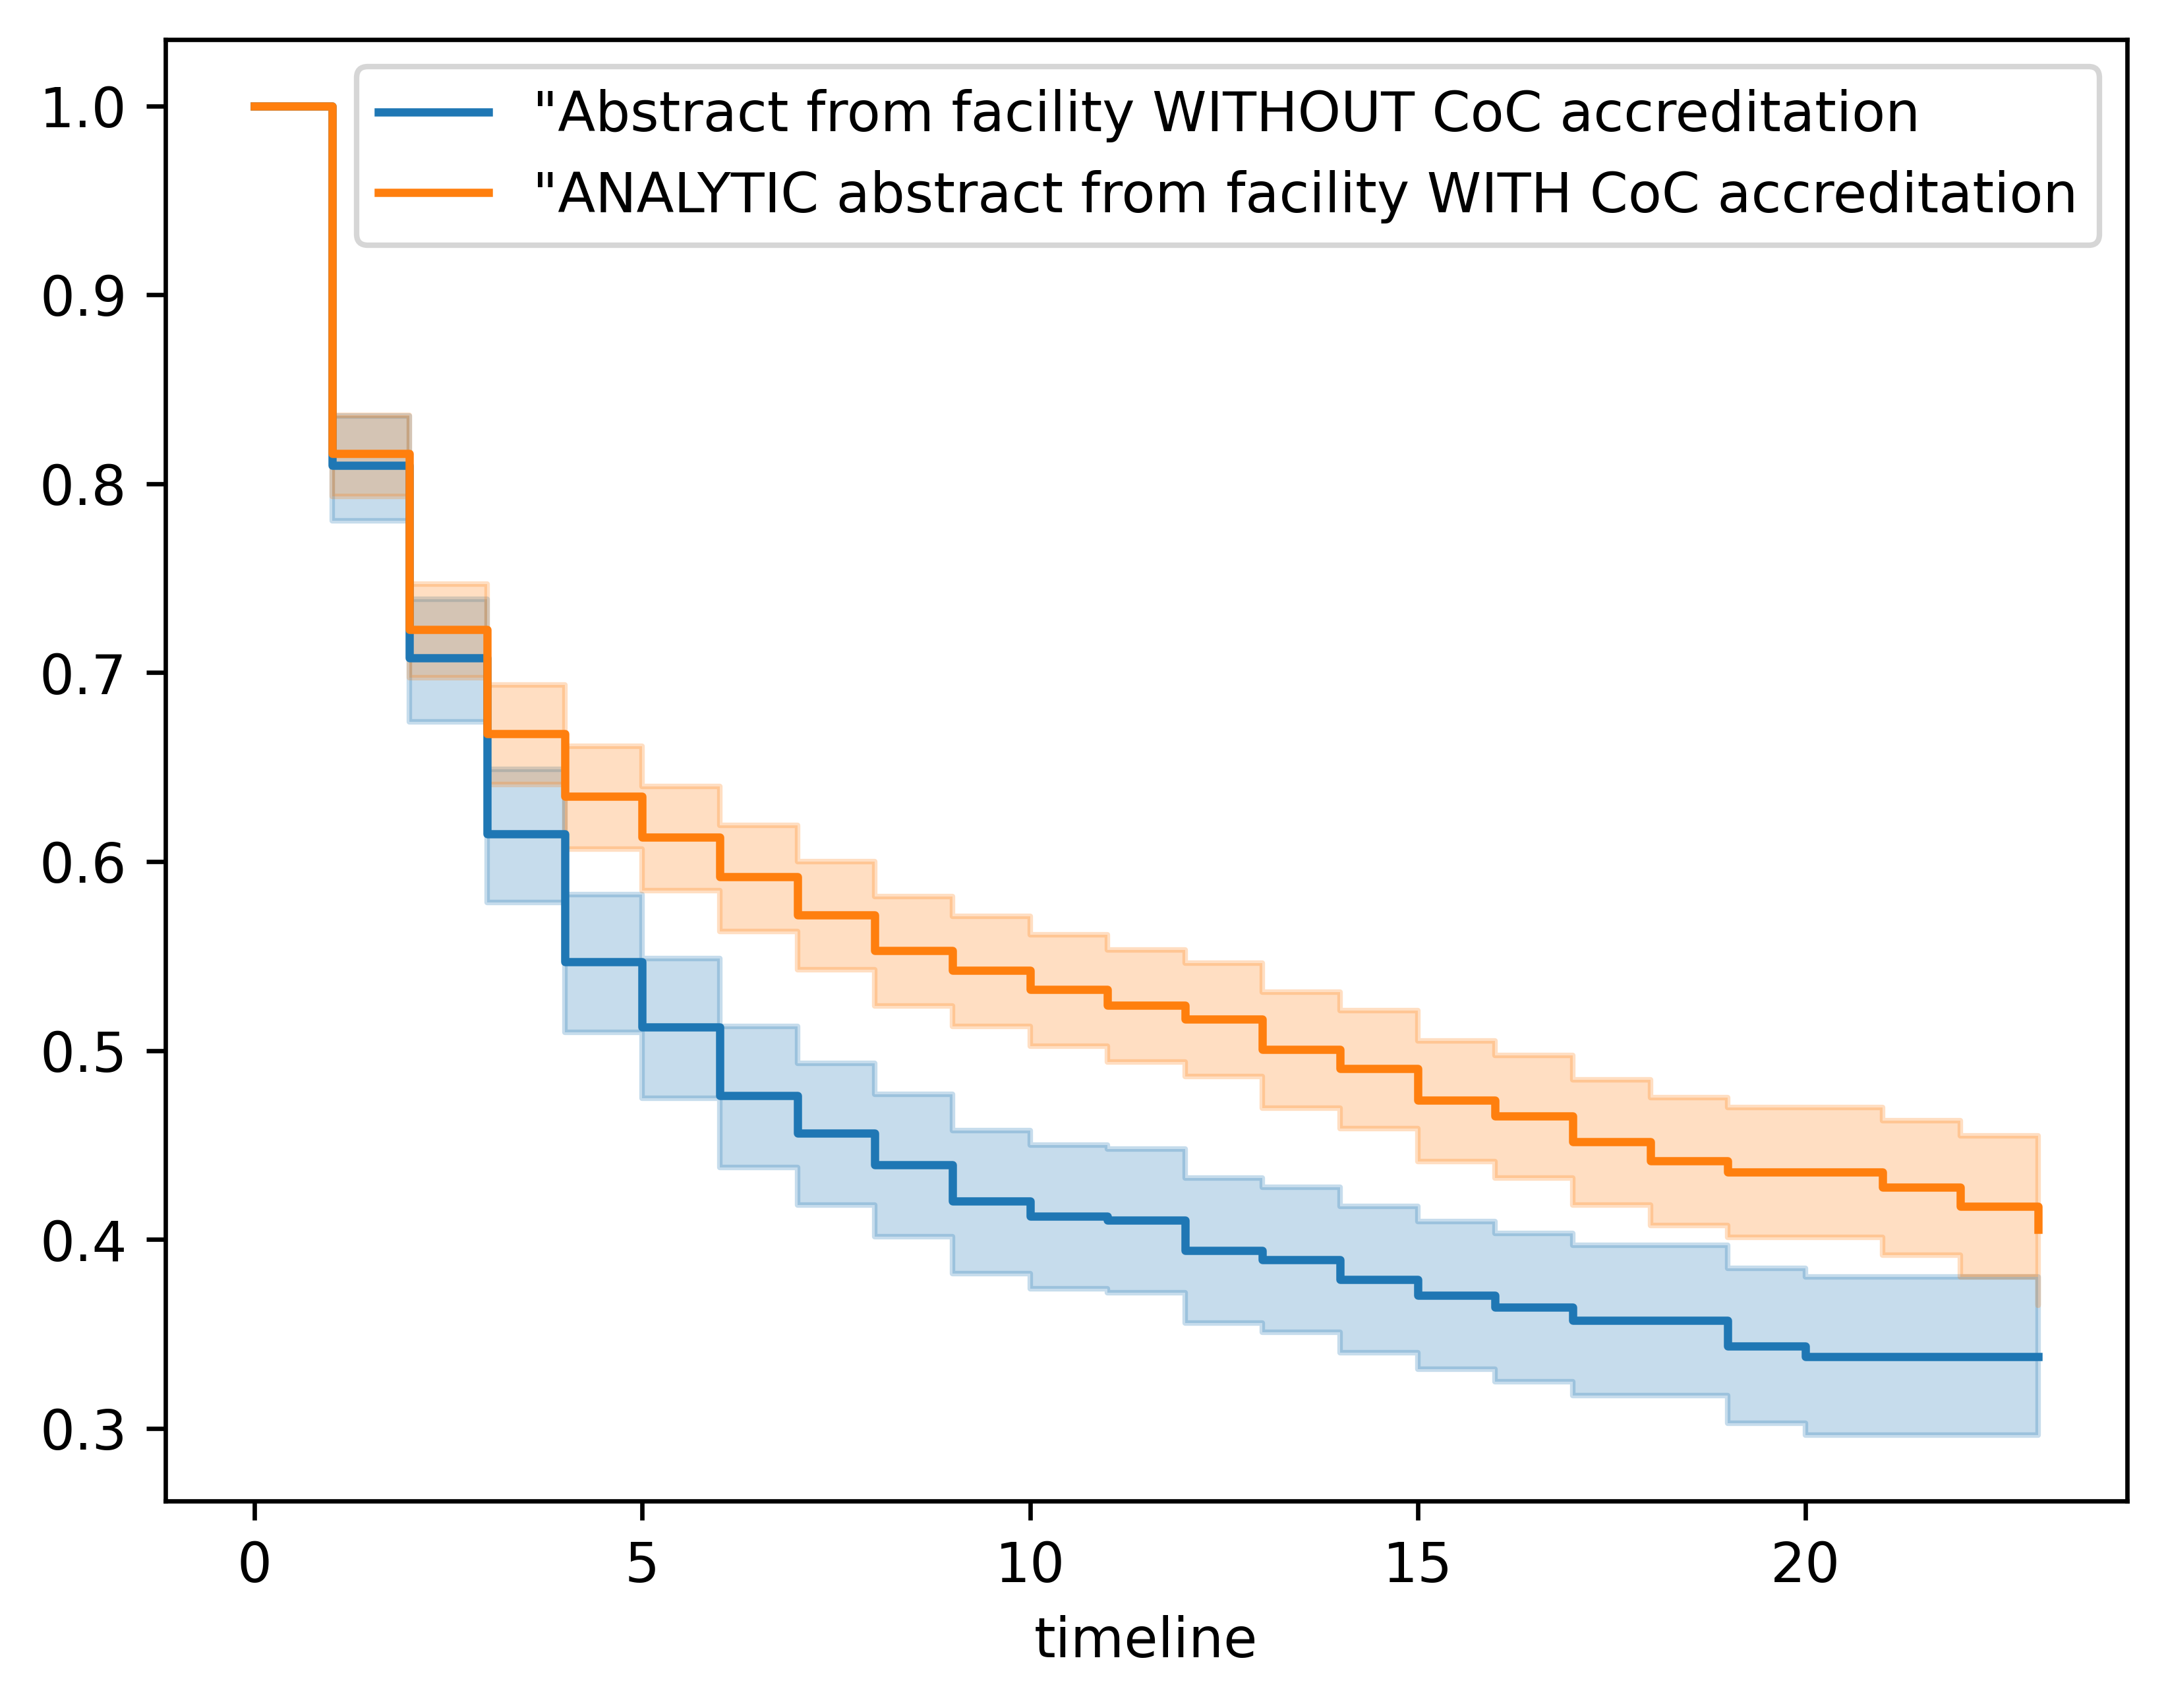 "Abstract from facility WITHOUT CoC accreditation
"ANALYTIC abstract from facility WITH CoC accreditation
1.0
0.9
0.8
0.7
0.6
0.5
0.4
0.3
0 5 10 15 20
timeline